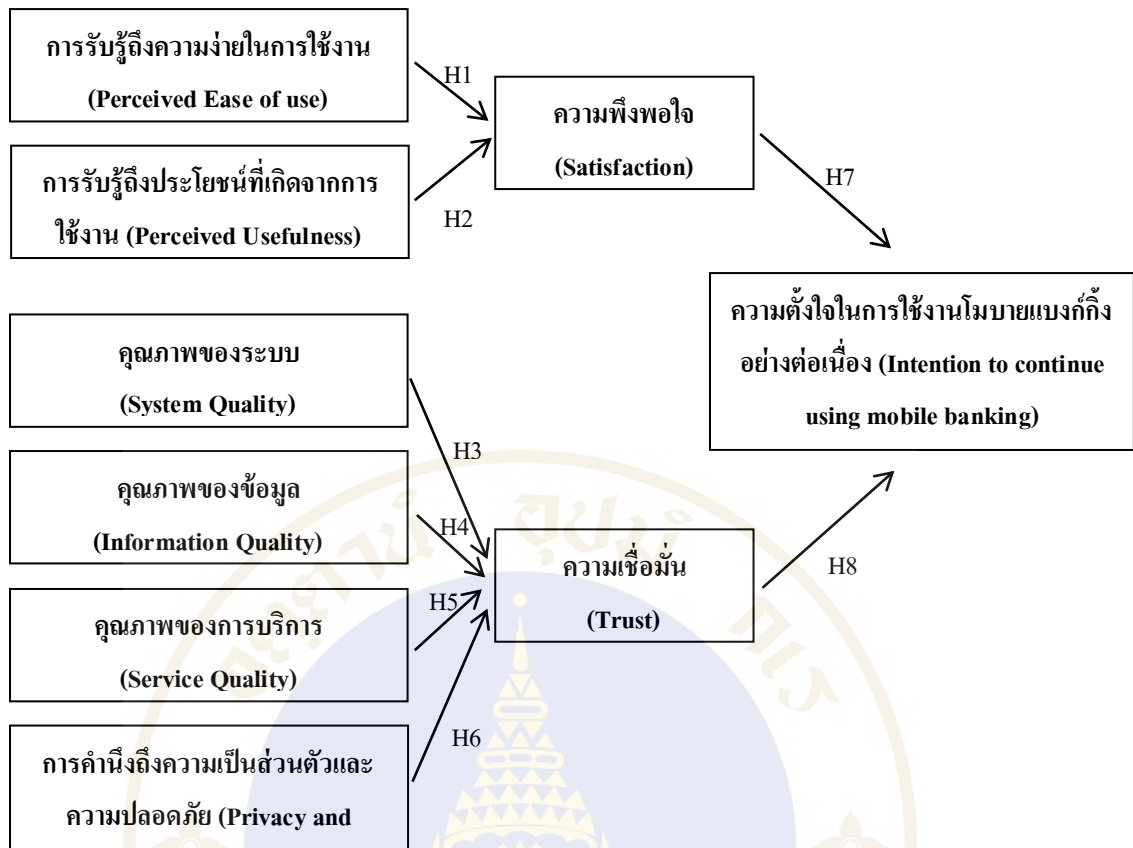 การรับรู้ถึงความง่ายในการใช้งาน
(Perceived Ease of use)
H1
การรับรู้ถึงประโยชน์ที่เกิดจากการ
ใช้งาน (Perceived Usefulness)
H2
ความพึงพอใจ
(Satisfaction)
H7
ความตั้งใจในการใช้งานโมบายแบงก์กิ้ง
อย่างต่อเนื่อง (Intention to continue
using mobile banking)
คุณภาพของระบบ
(System Quality)
H3
คุณภาพของข้อมูล
(Information Quality)
H4
ความเชื่อมั่น
(Trust)
H8
คุณภาพของการบริการ
(Service Quality)
H5
การคำนึงถึงความเป็นส่วนตัวและ
ความปลอดภัย (Privacy and
H6